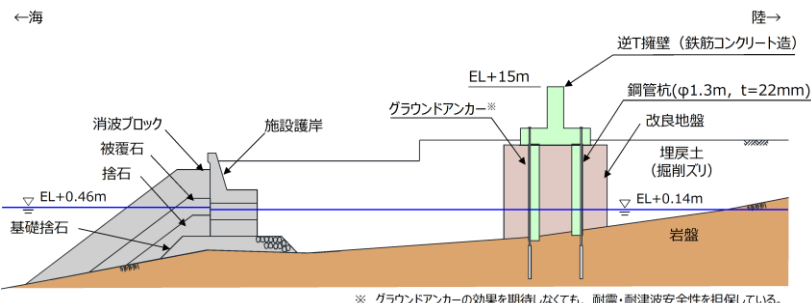 ←海
陸→
逆T擁壁（鉄筋コンクリート造）
EL+15m
鋼管杭(φ1.3m，t=22mm)
グラウンドアンカー※
改良地盤
消波ブロック
施設護岸
埋戻土
(掘削ズリ)
被覆石
捨石
EL+0.46m
EL+0.14m
基礎捨石
岩盤
※ グラウンドアンカーの効果を期待しなくても，耐震・耐津波安全性を担保している。